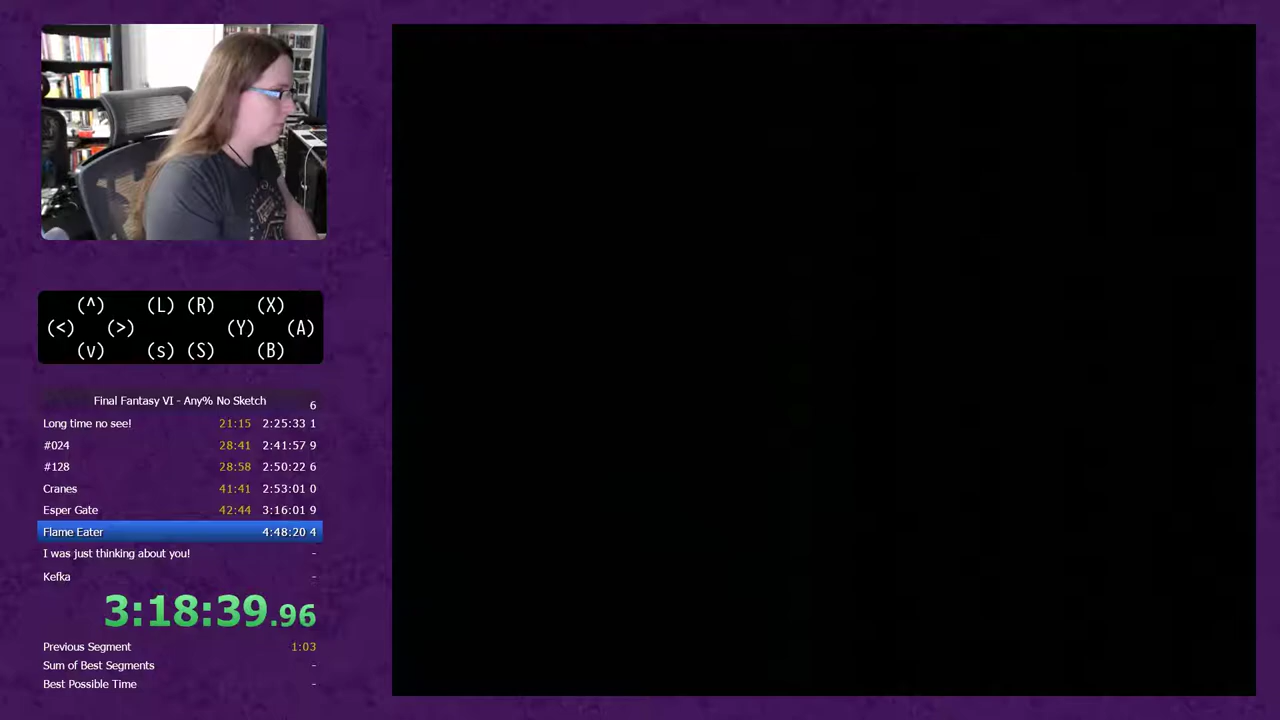 (^) (L) (R) (X)
(<) (>) (Y) (A)
(v) (s) (S) (B)
Final Fantasy VI - Any% No Sketch 6
Long time no see! 21:15 2:25:33 1
#024 28:41 2:41:57 9
#128 28:58 2:50:22 6
Cranes 41:41 2:53:01 0
Esper Gate 42:44 3:16:01 9
Flame Eater 4:48:20 4
I was just thinking about you! -
Kefka -
3:18:39.96
Previous Segment 1:03
Sum of Best Segments -
Best Possible Time -